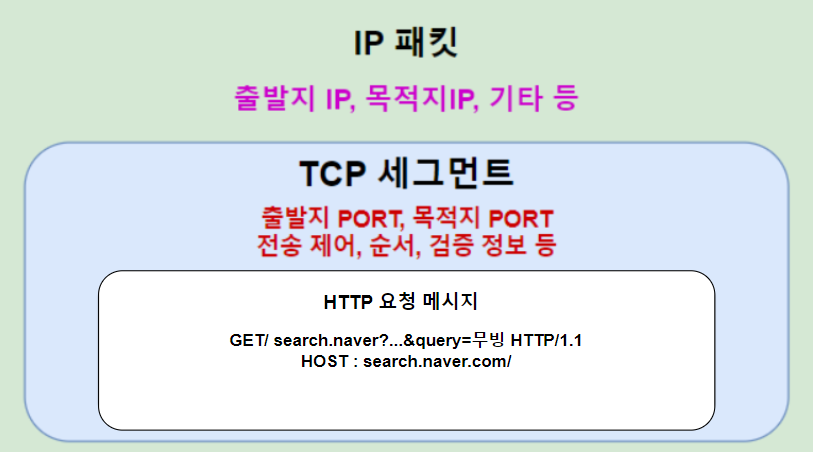 IP 패킷
출발지 IP, 목적지IP, 기타 등
TCP 세그먼트
출발지 PORT, 목적지 PORT
전송 제어, 순서, 검증 정보 등
HTTP 요청 메시지
GET/ search.naver?...&query=무빙 HTTP/1.1
HOST : search.naver.com/